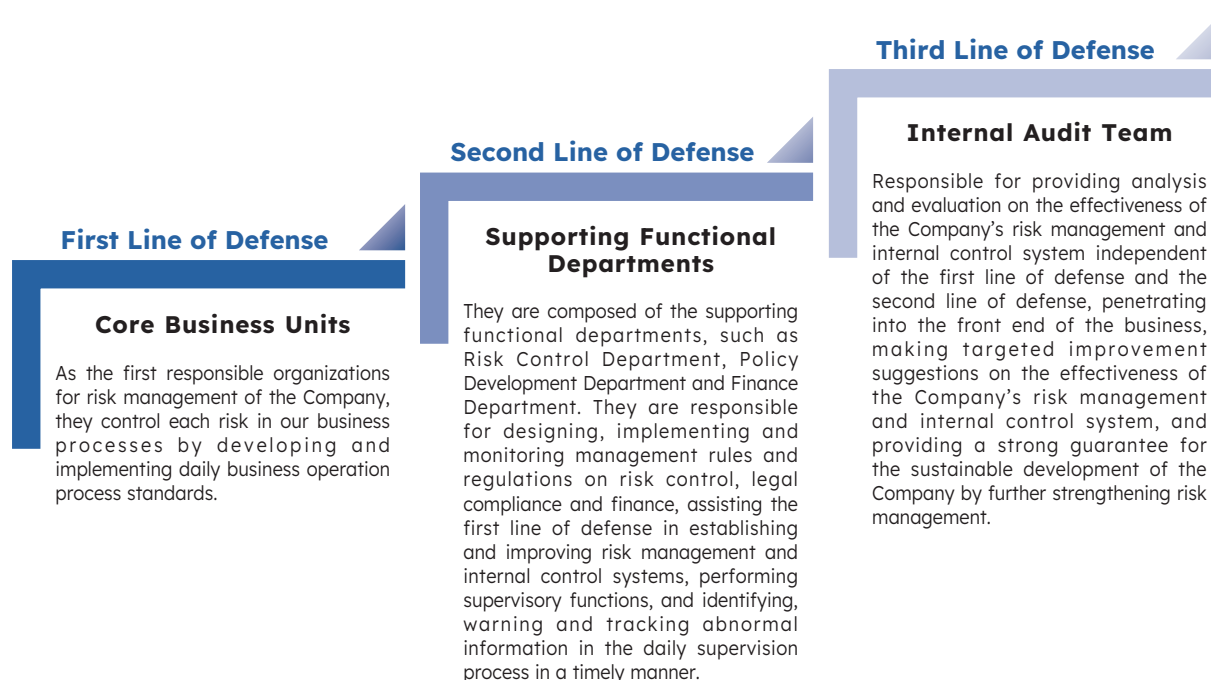 First Line of Defense
Core Business Units
As the first responsible organizations
for risk management of the Company,
they control each risk in our business
processes by developing and
implementing daily business operation
process standards.
Second Line of Defense
Supporting Functional
Departments
They are composed of the supporting
functional departments, such as
Risk Control Department, Policy
Development Department and Finance
Department. They are responsible
for designing, implementing and
monitoring management rules and
regulations on risk control, legal
compliance and finance, assisting the
first line of defense in establishing
and improving risk management and
internal control systems, performing
supervisory functions, and identifying,
warning and tracking abnormal
information in the daily supervision
process in a timely manner.
Third Line of Defense
Internal Audit Team
Responsible for providing analysis
and evaluation on the effectiveness of
the Company’s risk management and
internal control system independent
of the first line of defense and the
second line of defense, penetrating
into the front end of the business,
making targeted improvement
suggestions on the effectiveness of
the Company’s risk management
and internal control system, and
providing a strong guarantee for
the sustainable development of the
Company by further strengthening risk
management.